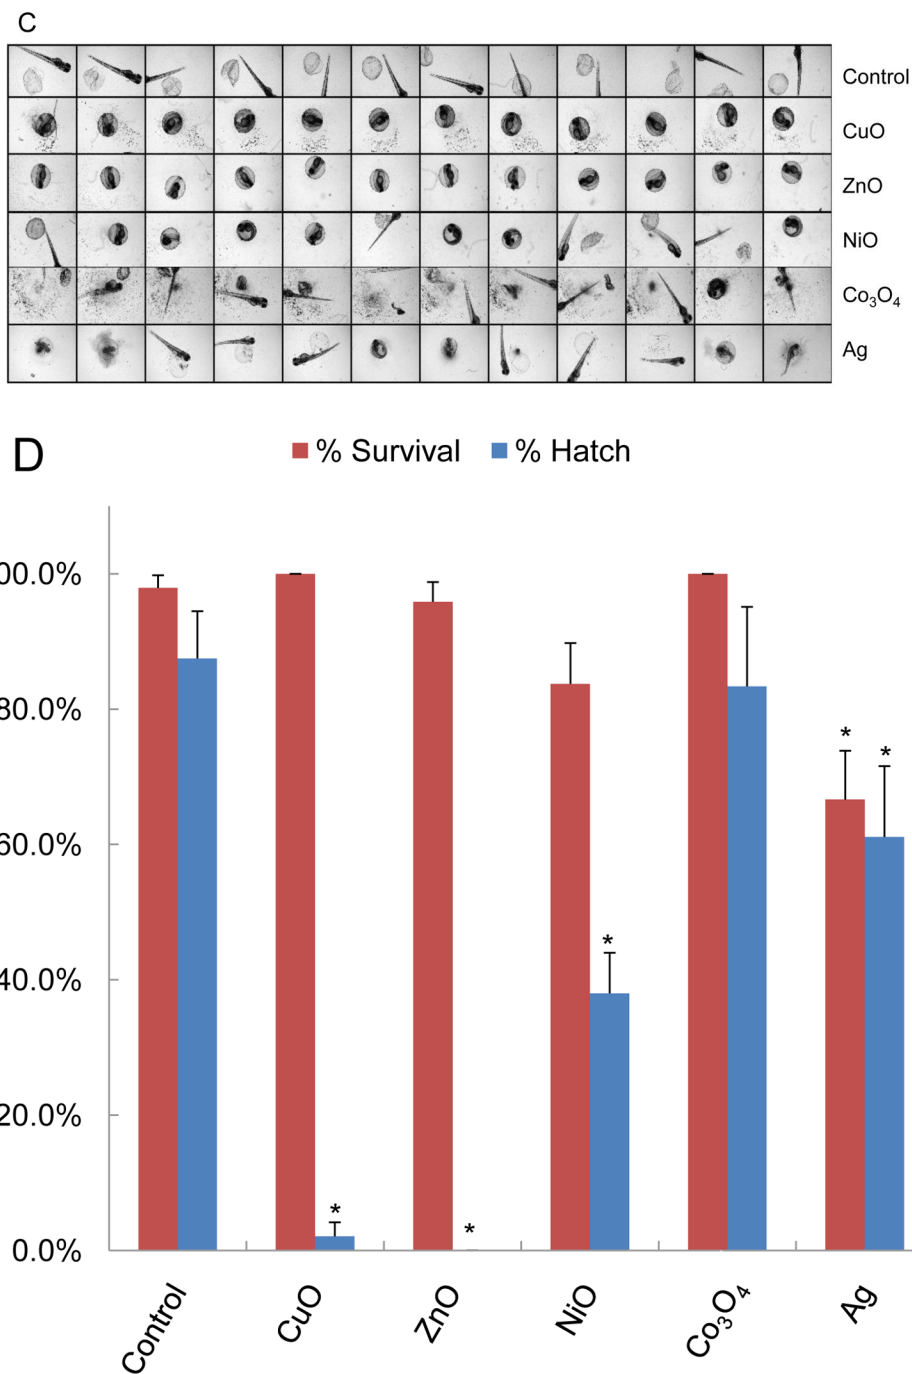 C
Control
CuO
ZnO
NiO
Co₃O₄
Ag
D
% Survival % Hatch
00.0%
80.0%
60.0%
40.0%
20.0%
0.0%
*
*
*
*
*
Control CuO ZnO NiO Co₃O₄ Ag